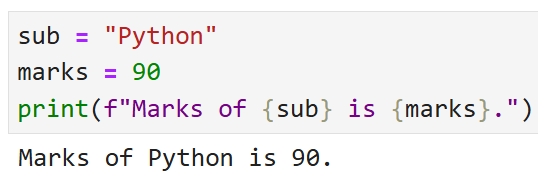 sub = "Python"
marks = 90
print(f"Marks of {sub} is {marks}.")
Marks of Python is 90.